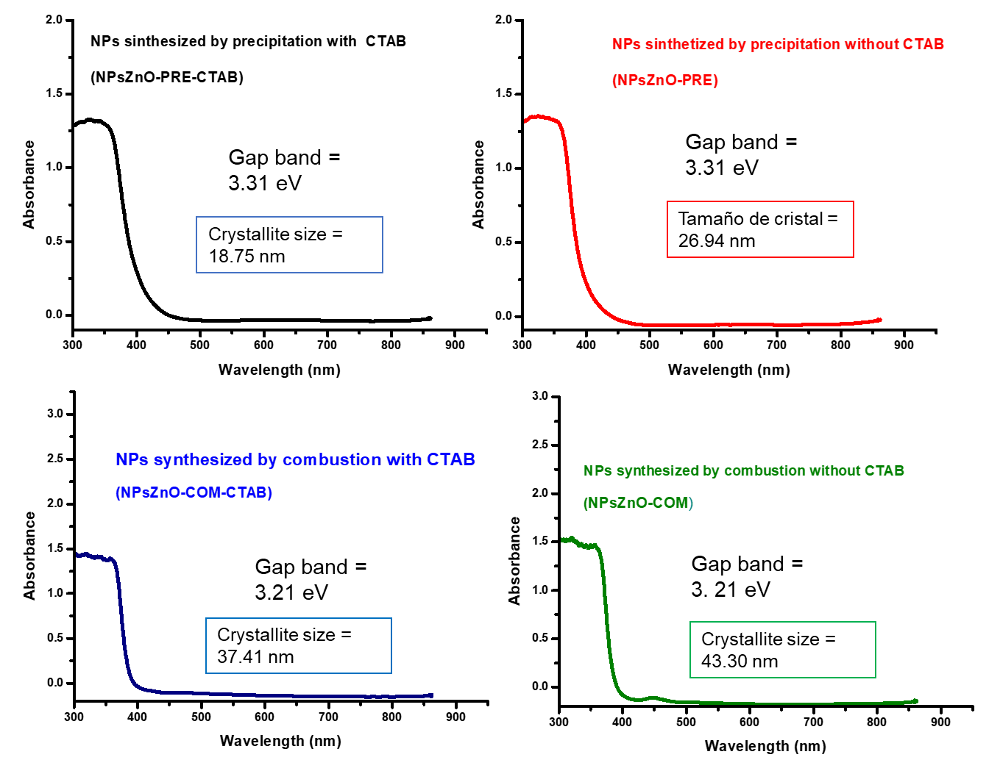 NPs sinthesized by precipitation with CTAB
(NPsZnO-PRE-CTAB)
Gap band =
3.31 eV
Crystallite size =
18.75 nm
Absorbance
2.0
1.5
1.0
0.5
0.0
300 400 500 600 700 800 900
Wavelength (nm)
NPs sinthetized by precipitation without CTAB
(NPsZnO-PRE)
Gap band =
3.31 eV
Tamaño de cristal =
26.94 nm
Absorbance
2.0
1.5
1.0
0.5
0.0
300 400 500 600 700 800 900
Wavelength (nm)
NPs synthesized by combustion with CTAB
(NPsZnO-COM-CTAB)
Gap band =
3.21 eV
Crystallite size =
37.41 nm
Absorbance
3.0
2.5
2.0
1.5
1.0
0.5
0.0
300 400 500 600 700 800 900
Wavelength (nm)
NPs synthesized by combustion without CTAB
(NPsZnO-COM)
Gap band =
3. 21 eV
Crystallite size =
43.30 nm
Absorbance
3.0
2.5
2.0
1.5
1.0
0.5
0.0
300 400 500 600 700 800 900
Wavelength (nm)